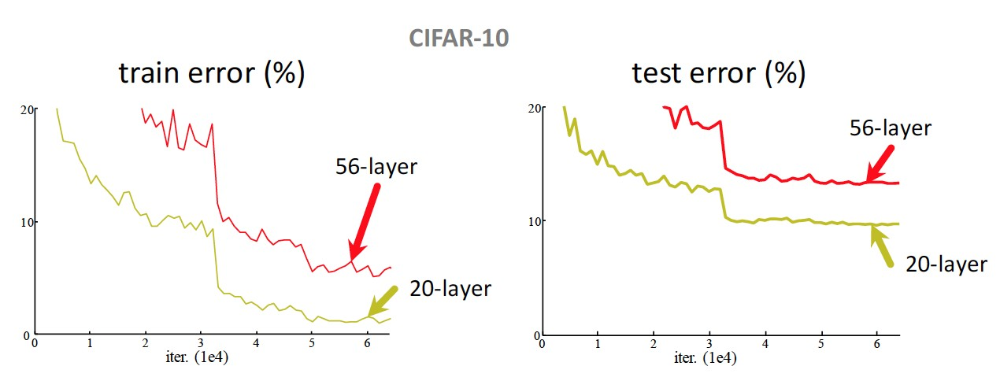 CIFAR-10
train error (%)
20
10
0
0 1 2 3 4 5 6
iter. (1e4)
56-layer
20-layer
test error (%)
20
10
0
0 1 2 3 4 5 6
iter. (1e4)
56-layer
20-layer